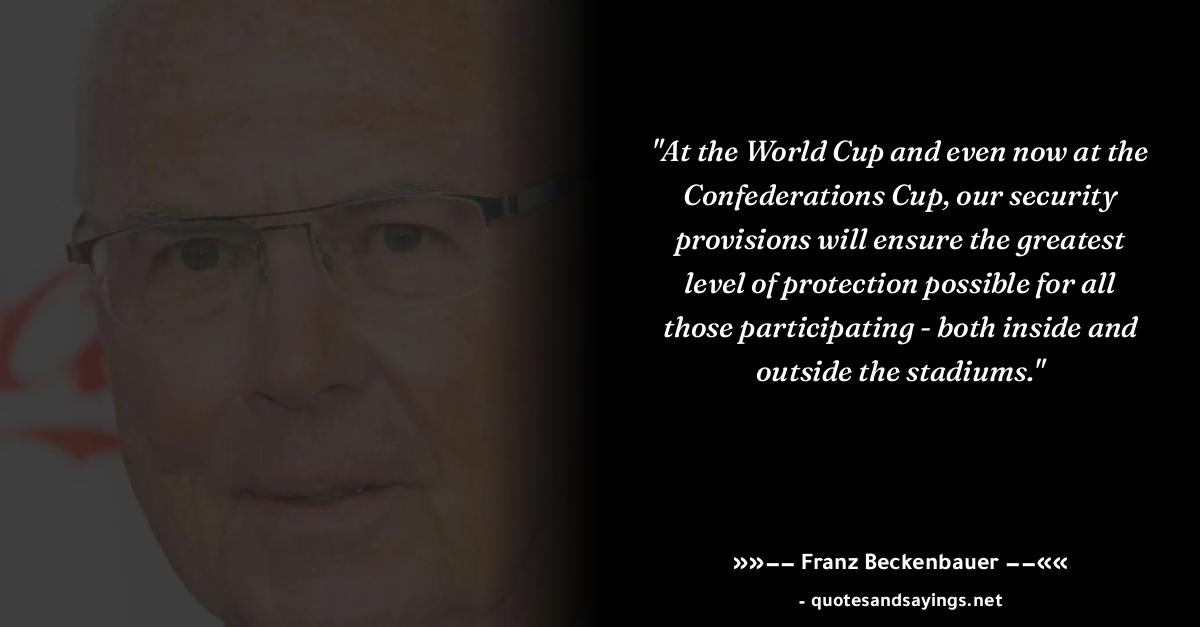 "At the World Cup and even now at the
Confederations Cup, our security
provisions will ensure the greatest
level of protection possible for all
those participating - both inside and
outside the stadiums."
»»–– Franz Beckenbauer ––««
- quotesandsayings.net